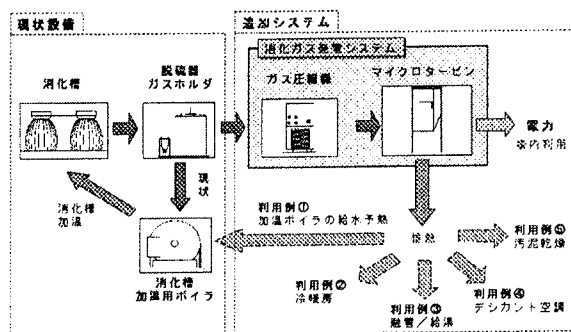 現状設備
追加システム
消化ガス発電システム
消化槽
脱硫器
ガスホルダ
ガス圧縮機
マイクロタービン
電力
場内利用
現
状
消化槽
加温
利用例①
加温ボイラの給水予熱
排熱
利用例⑤
汚泥乾燥
消化槽
加温用ボイラ
利用例②
冷暖房
利用例③
融雪/給湯
利用例④
デシカント空調